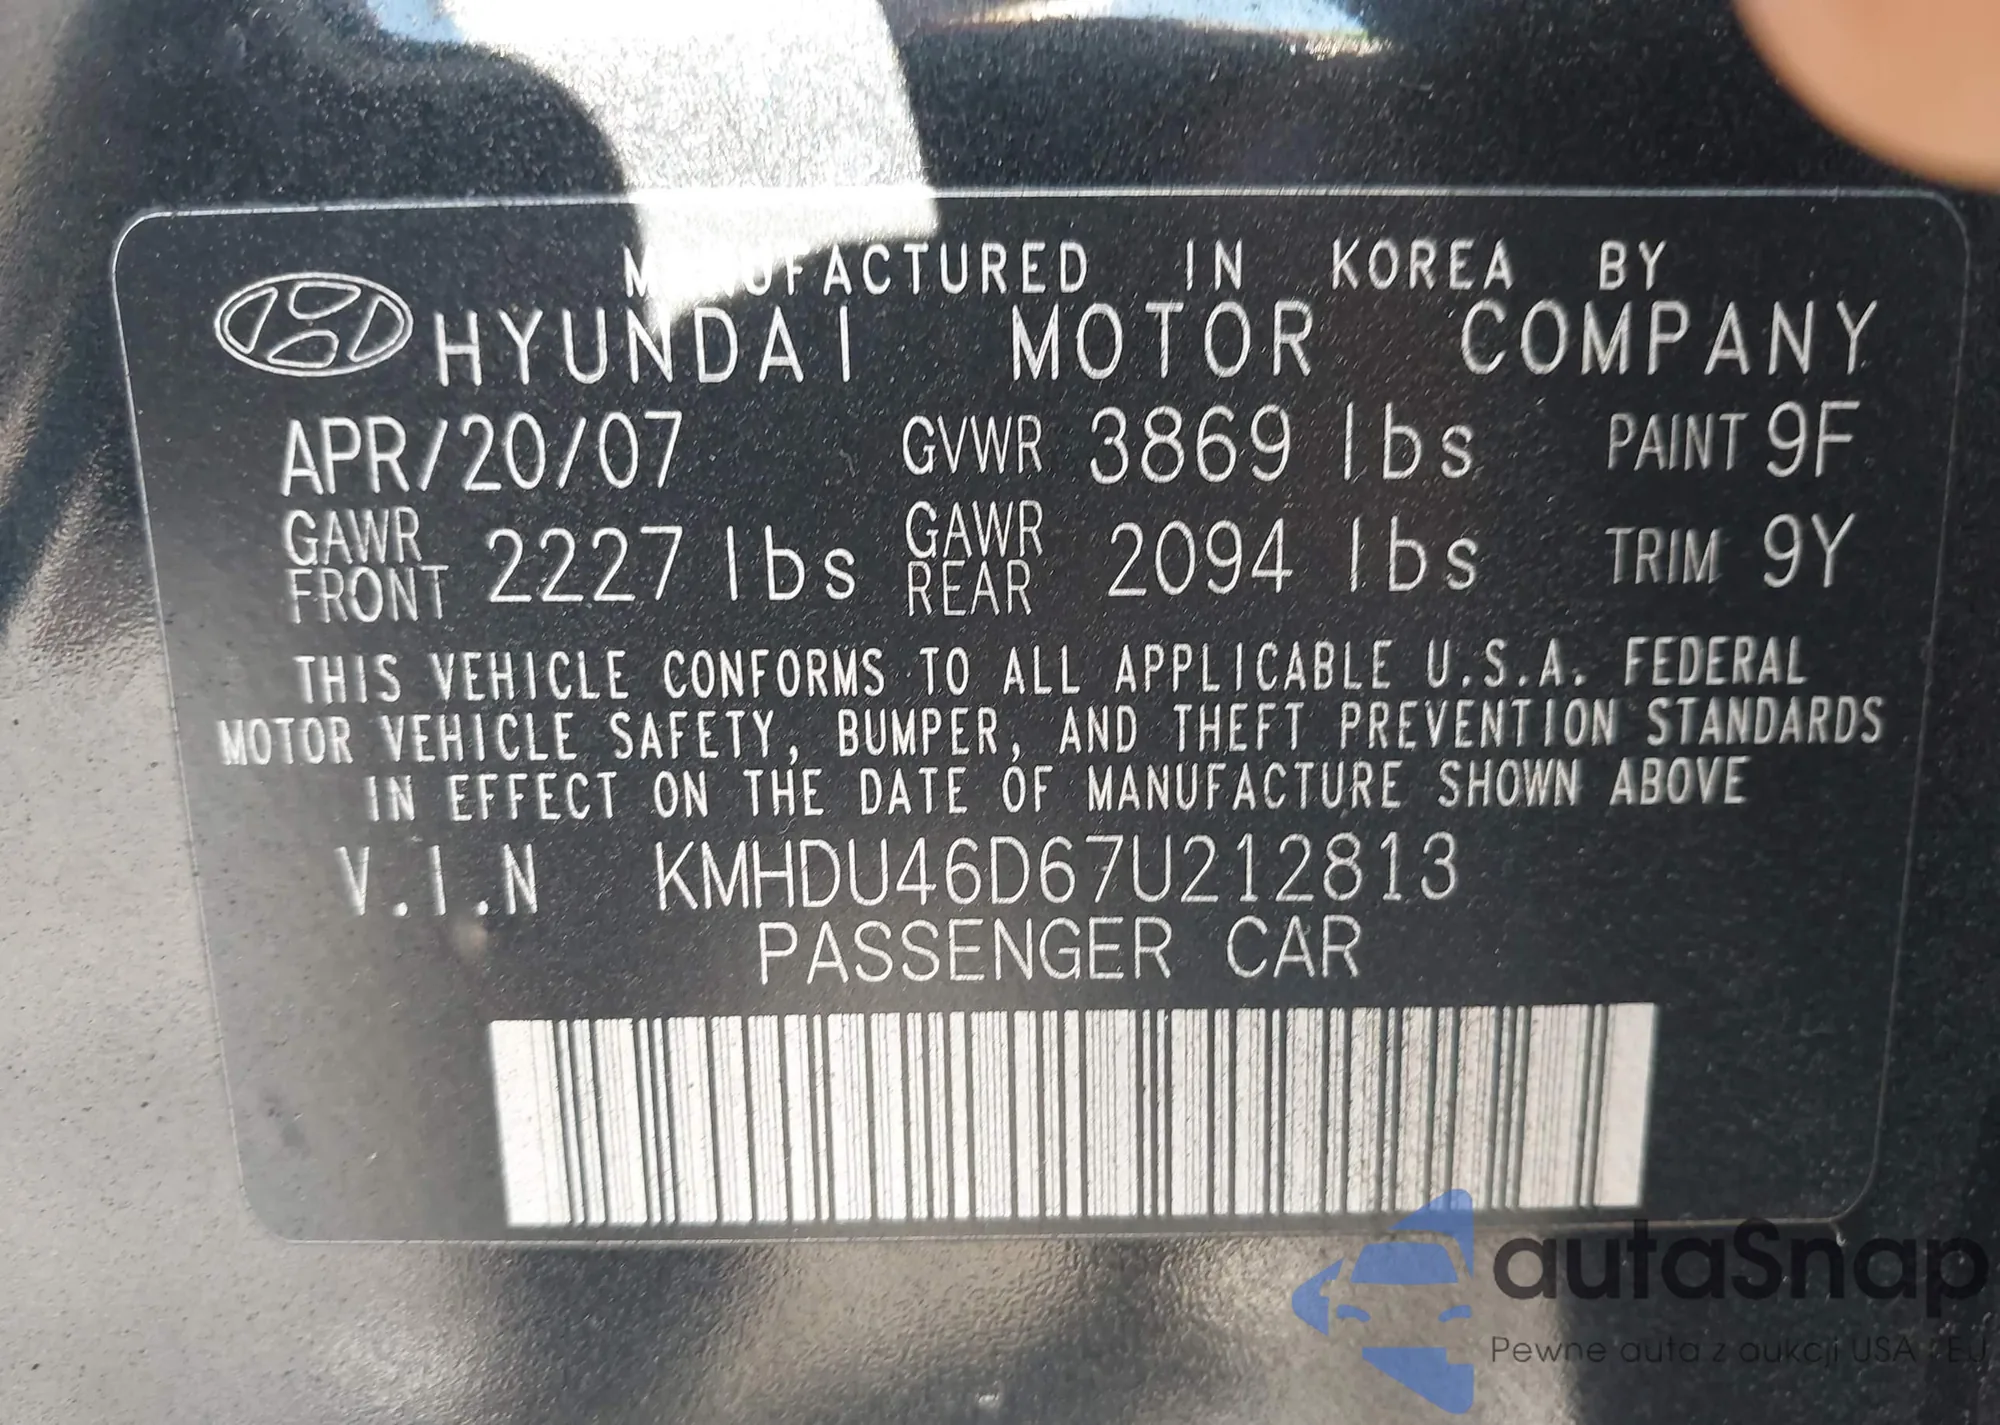 MANUFACTURED IN KOREA BY
HYUNDAI MOTOR COMPANY
APR/20/07 GVWR 3869 lbs PAINT 9F
GAWR FRONT 2227 lbs GAWR REAR 2094 lbs TRIM 9Y
THIS VEHICLE CONFORMS TO ALL APPLICABLE U.S.A. FEDERAL
MOTOR VEHICLE SAFETY, BUMPER, AND THEFT PREVENTION STANDARDS
IN EFFECT ON THE DATE OF MANUFACTURE SHOWN ABOVE
V.I.N KMHDU46D67U212813
PASSENGER CAR
autaSnap
Pewne auta z aukcji USA i EU